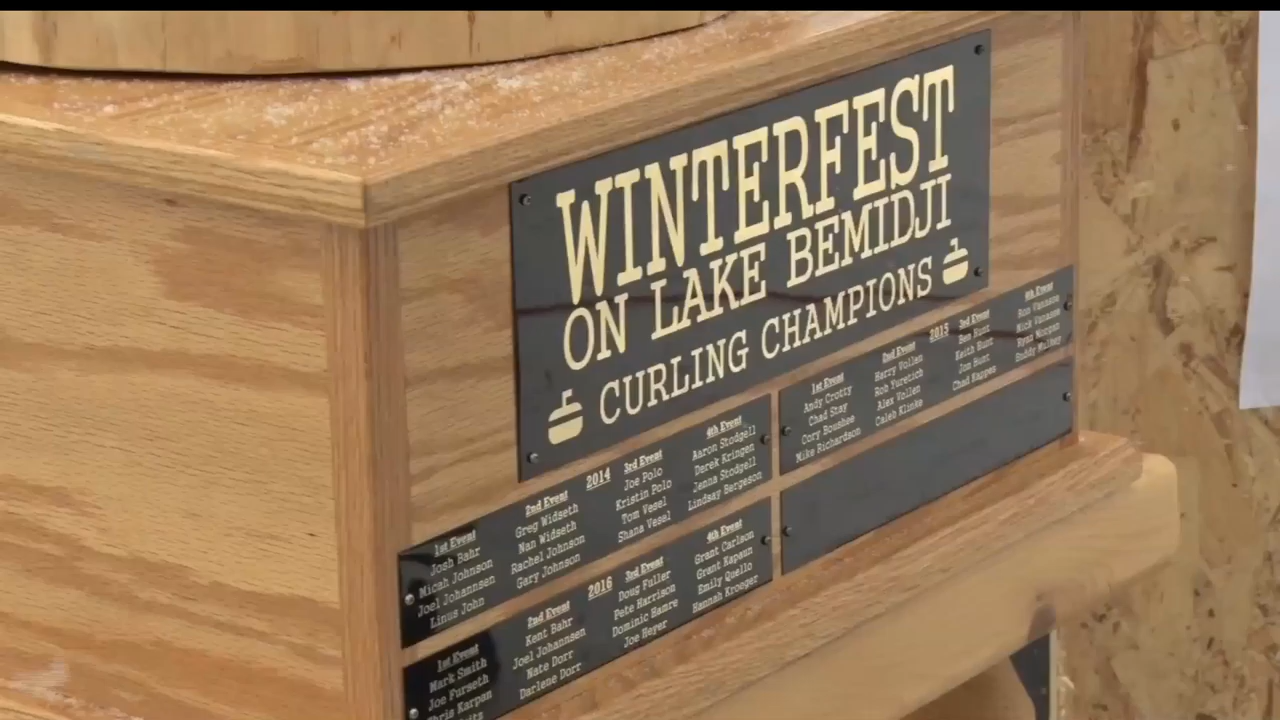 WINTERFEST
ON LAKE BEMIDJI
CURLING CHAMPIONS
2014
1st Event
Josh Bahr
Micah Johnson
Joel Johannsen
Linus John
2nd Event
Greg Widseth
Nan Widseth
Rachel Johnson
Gary Johnson
3rd Event
Joe Polo
Kristin Polo
Tom Vesel
Shana Vesel
4th Event
Aaron Stodgell
Derek Kringen
Jenna Stodgell
Lindsay Bergeson
2015
1st Event
Andy Crotty
Chad Stay
Cory Boushee
Mike Richardson
2nd Event
Harry Vollen
Rob Yuretich
Alex Vollen
Caleb Klinke
3rd Event
Ben Hunt
Keith Hunt
Jon Hunt
Chad Kappes
4th Event
Ron Vanasse
Nick Vanasse
Ryan Morgan
Buddy
2016
1st Event
Mark Smith
Joe Furseth
Chris Karpan
2nd Event
Kent Bahr
Joel Johannsen
Nate Dorr
Darlene Dorr
3rd Event
Doug Fuller
Pete Harrison
Dominic Hamre
Joe Heyer
4th Event
Grant Carlson
Grant Kapaun
Emily Quello
Hannah Kroeger